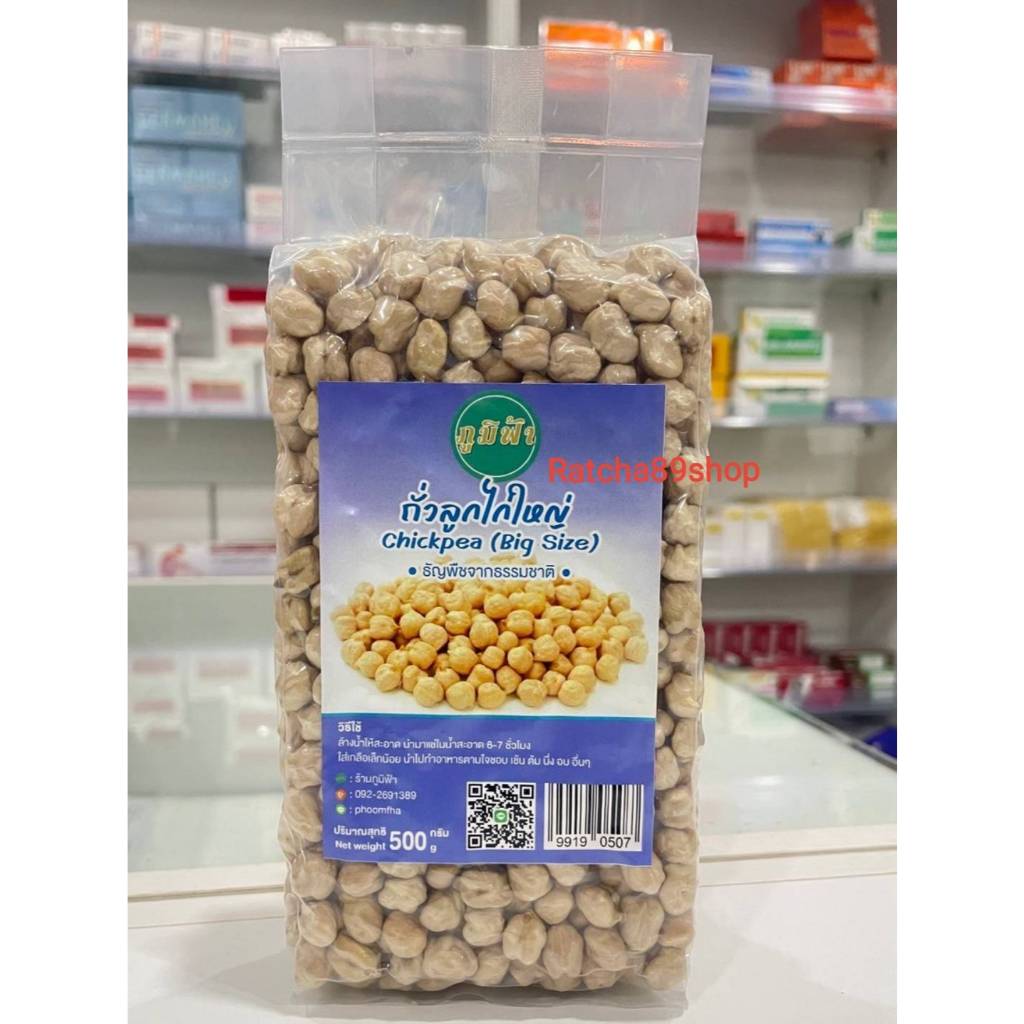 ภูมิฟ้า
Ratcha89shop
ถั่วลูกไก่ใหญ่
Chickpea (Big Size)
• ธัญพืชจากธรรมชาติ •
วิธีใช้
ล้างน้ำให้สะอาด นำมาแช่ในน้ำสะอาด 6-7 ชั่วโมง
ใส่เกลือเล็กน้อย นำไปทำอาหารตามใจชอบ เช่น ต้ม นึ่ง อบ อื่นๆ
: ร้านภูมิฟ้า
: 092-2691389
: phoomfha
ปริมาณสุทธิ 500 กรัม
Net weight 500 g
9919 0507